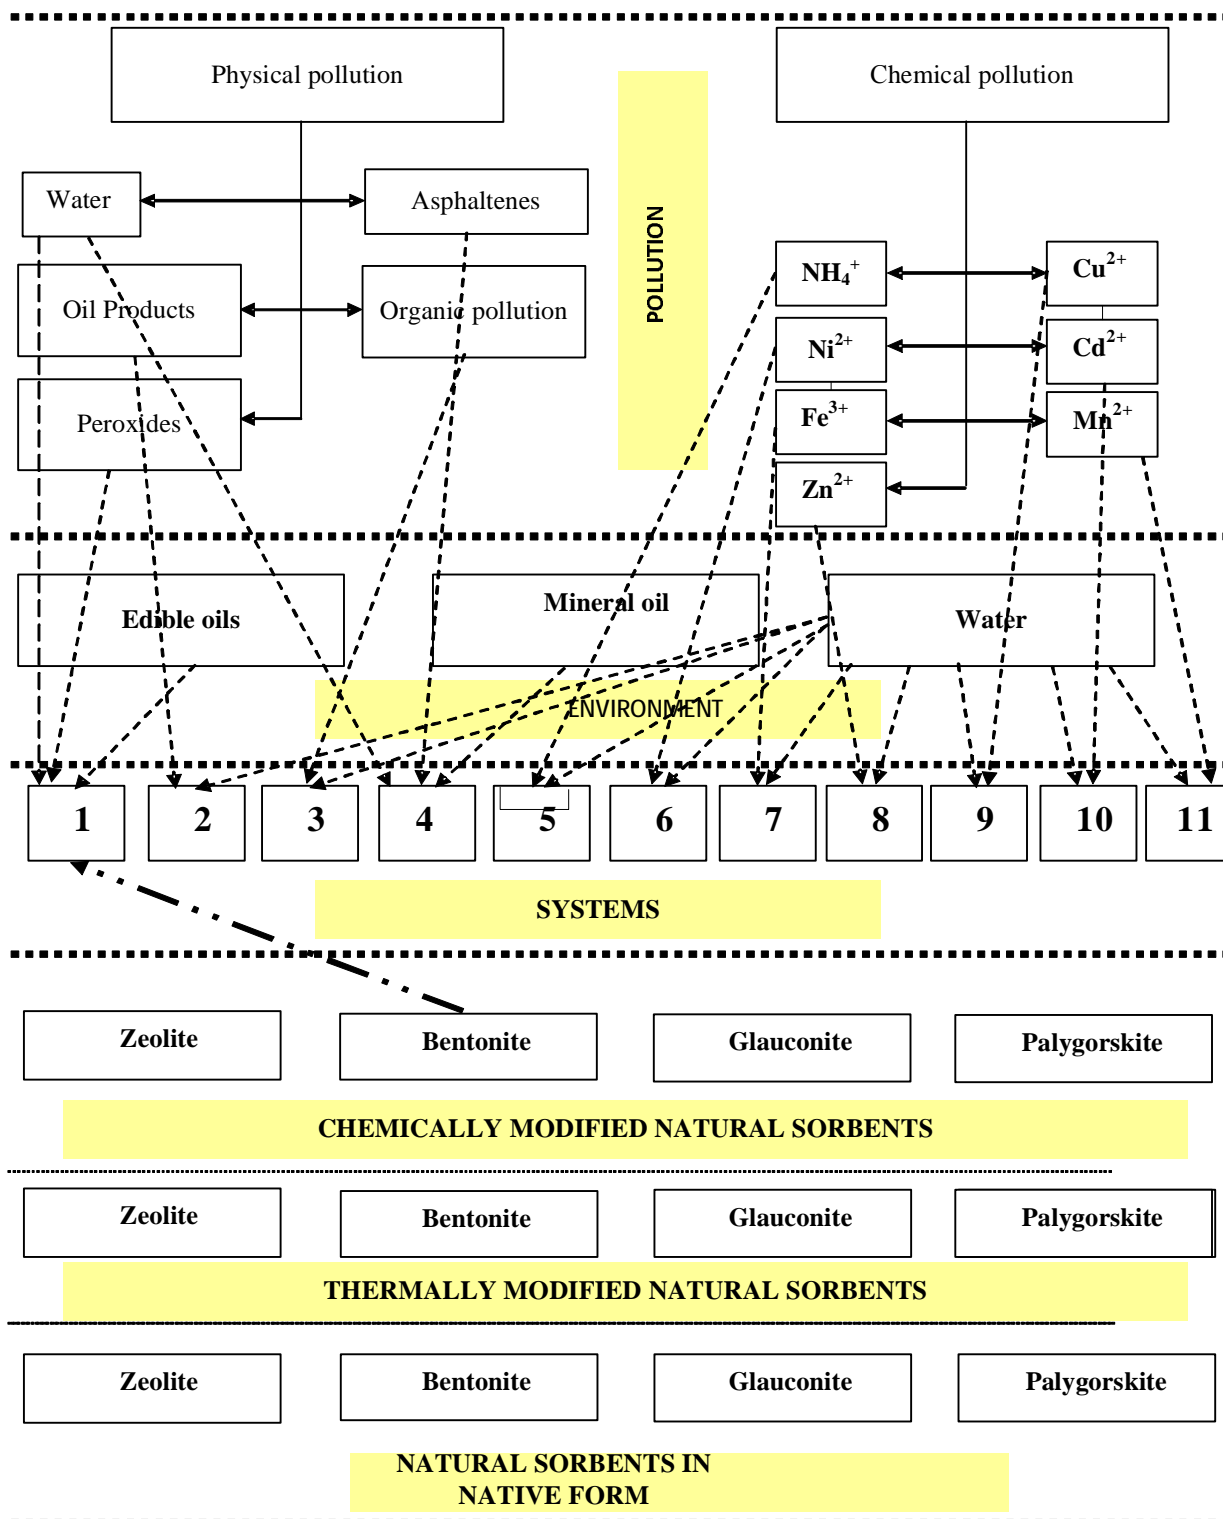 Physical pollution
Chemical pollution
Water
Asphaltenes
POLLUTION
NH₄⁺
Cu²⁺
Oil Products
Organic pollution
Ni²⁺
Cd²⁺
Peroxides
Fe³⁺
Mn²⁺
Zn²⁺
Edible oils
Mineral oil
Water
ENVIRONMENT
1 2 3 4 5 6 7 8 9 10 11
SYSTEMS
Zeolite Bentonite Glauconite Palygorskite
CHEMICALLY MODIFIED NATURAL SORBENTS
Zeolite Bentonite Glauconite Palygorskite
THERMALLY MODIFIED NATURAL SORBENTS
Zeolite Bentonite Glauconite Palygorskite
NATURAL SORBENTS IN
NATIVE FORM